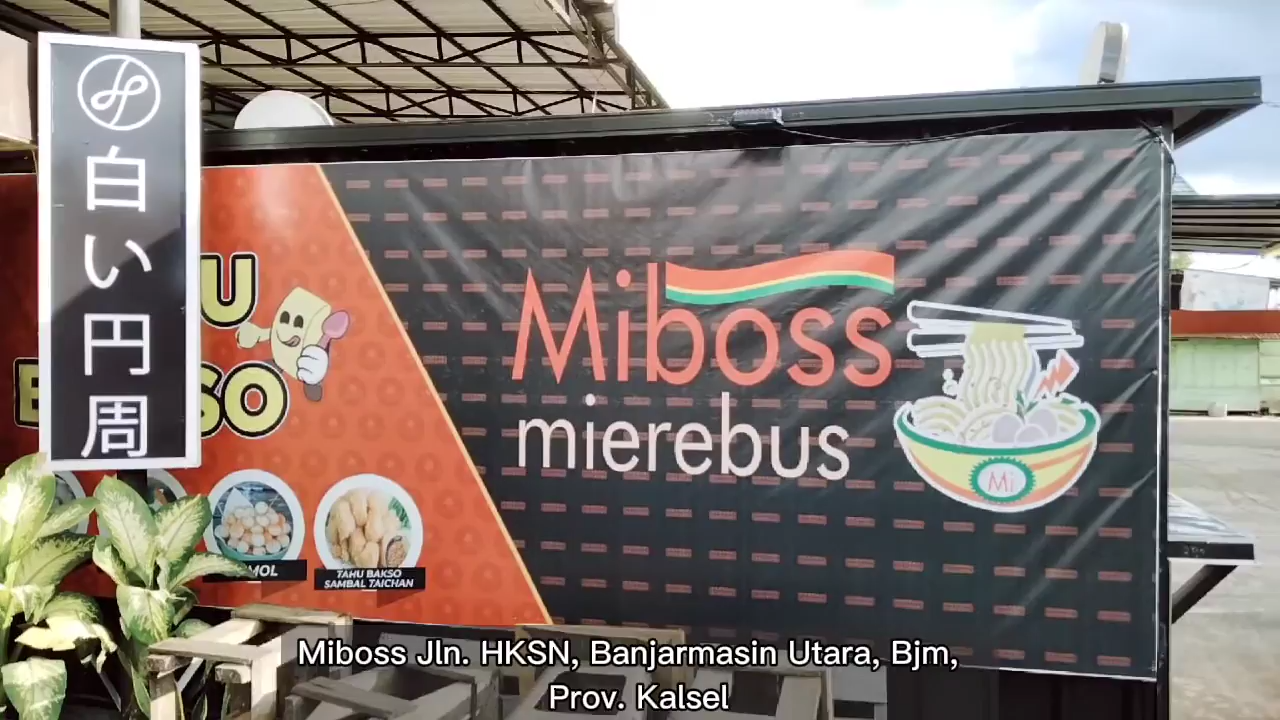 白い円周
Miboss
mierebus
Mi
TAHU BAKSO
SAMBAL TAICHAN
Miboss Jln. HKSN, Banjarmasin Utara, Bjm,
Prov. Kalsel